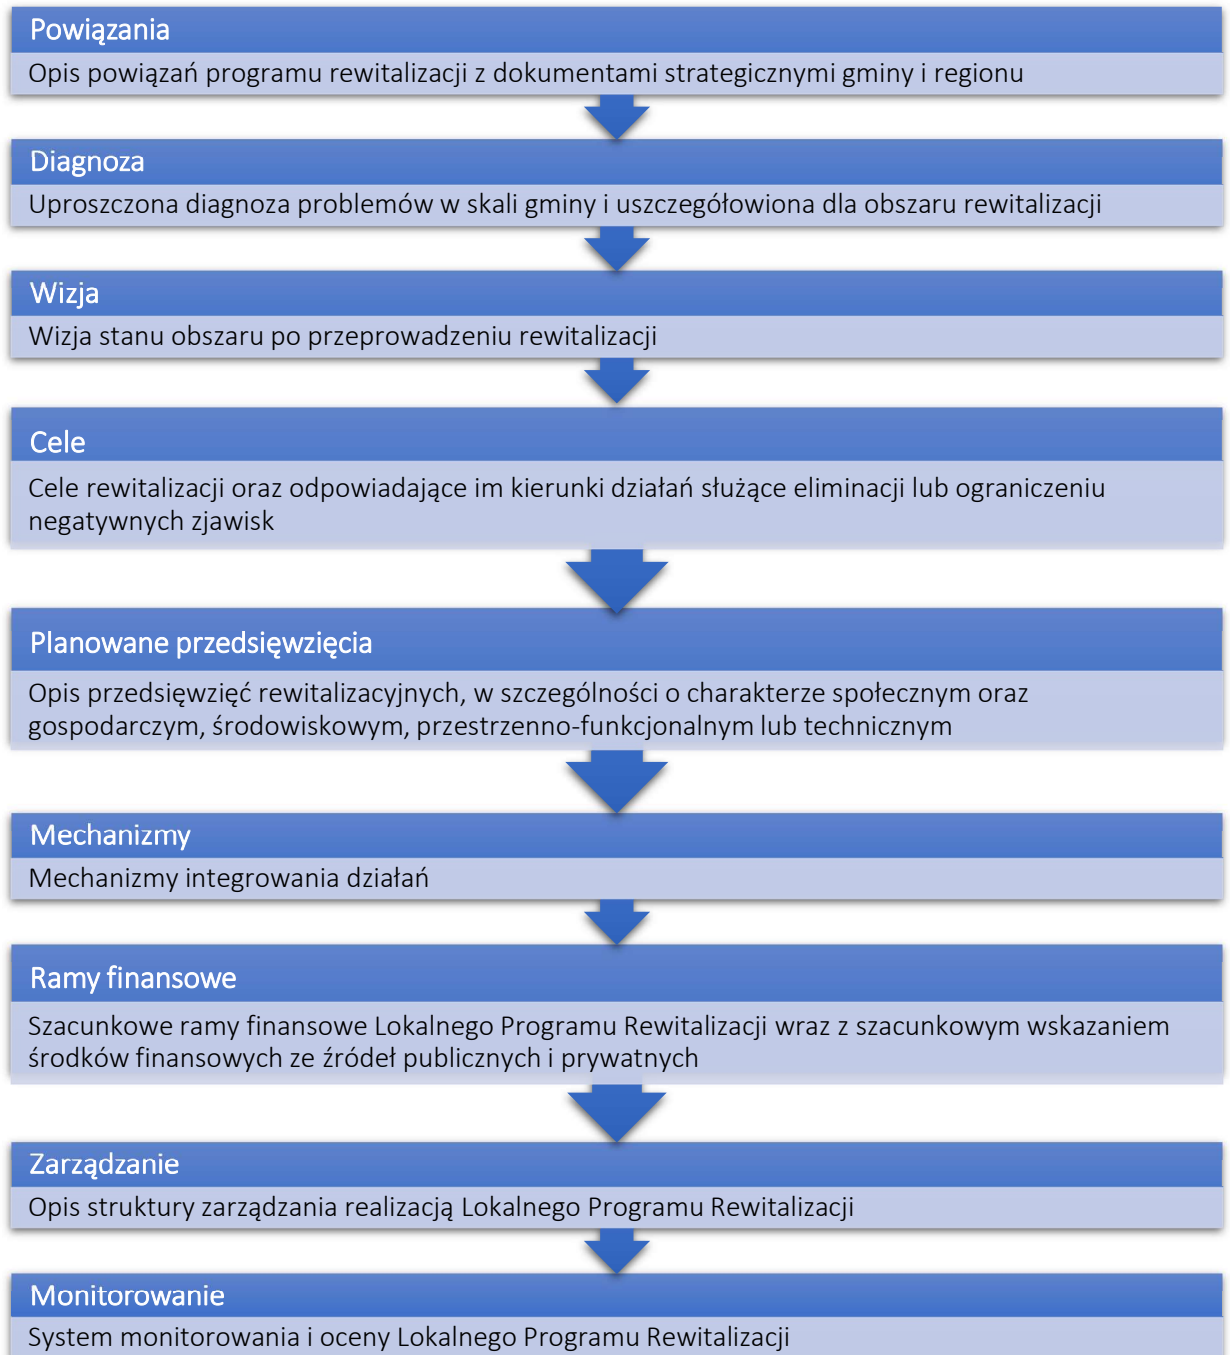 Powiązania
Opis powiązań programu rewitalizacji z dokumentami strategicznymi gminy i regionu
Diagnoza
Uproszczona diagnoza problemów w skali gminy i uszczegółowiona dla obszaru rewitalizacji
Wizja
Wizja stanu obszaru po przeprowadzeniu rewitalizacji
Cele
Cele rewitalizacji oraz odpowiadające im kierunki działań służące eliminacji lub ograniczeniu
negatywnych zjawisk
Planowane przedsięwzięcia
Opis przedsięwzięć rewitalizacyjnych, w szczególności o charakterze społecznym oraz
gospodarczym, środowiskowym, przestrzenno-funkcjonalnym lub technicznym
Mechanizmy
Mechanizmy integrowania działań
Ramy finansowe
Szacunkowe ramy finansowe Lokalnego Programu Rewitalizacji wraz z szacunkowym wskazaniem
środków finansowych ze źródeł publicznych i prywatnych
Zarządzanie
Opis struktury zarządzania realizacją Lokalnego Programu Rewitalizacji
Monitorowanie
System monitorowania i oceny Lokalnego Programu Rewitalizacji